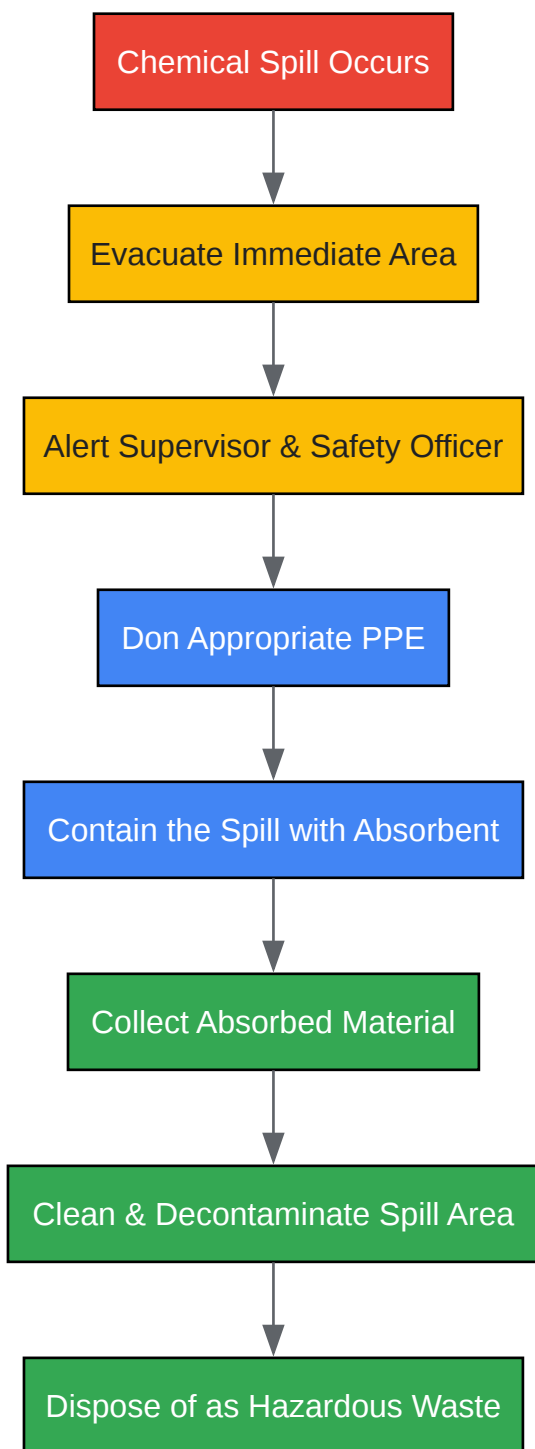 Chemical Spill Occurs
Evacuate Immediate Area
Alert Supervisor & Safety Officer
Don Appropriate PPE
Contain the Spill with Absorbent
Collect Absorbed Material
Clean & Decontaminate Spill Area
Dispose of as Hazardous Waste